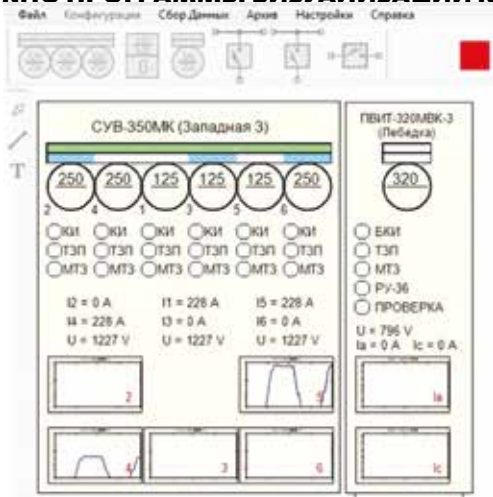 Файл Конфигурация Сбор Данных Архив Настройки Справка
T
СУВ-350МК (Западная 3)
250 250 125 125 125 250
2 4 1 3 5 6
КИ КИ КИ КИ КИ КИ
ТЗП ТЗП ТЗП ТЗП ТЗП ТЗП
МТЗ МТЗ МТЗ МТЗ МТЗ МТЗ
I2 = 0 A I1 = 228 A I5 = 228 A
I4 = 228 A I3 = 0 A I6 = 0 A
U = 1227 V U = 1227 V U = 1227 V
2 5
4 3 6
ПВИТ-320МВК-3
(Лебедка)
320
БКИ
ТЗП
МТЗ
РУ-36
ПРОВЕРКА
U = 796 V
Ia = 0 A Ic = 0 A
Ia
Ic